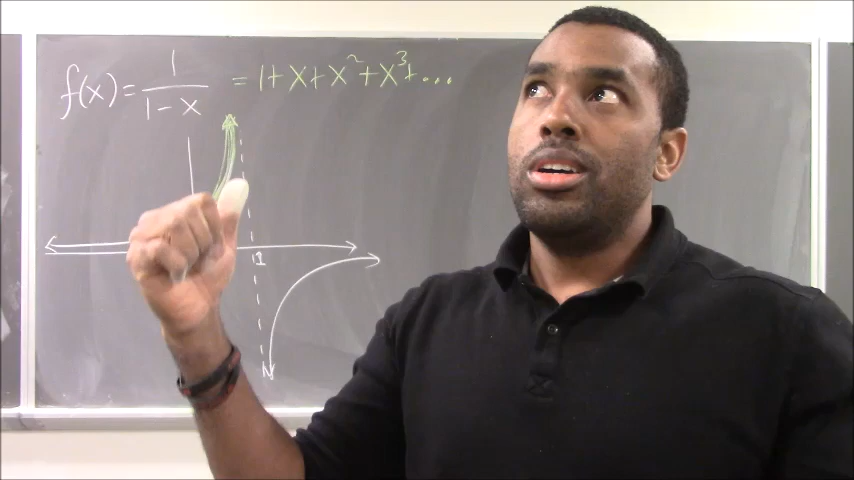 f(x) = 1/(1-x) = 1+x+x²+x³+...
1